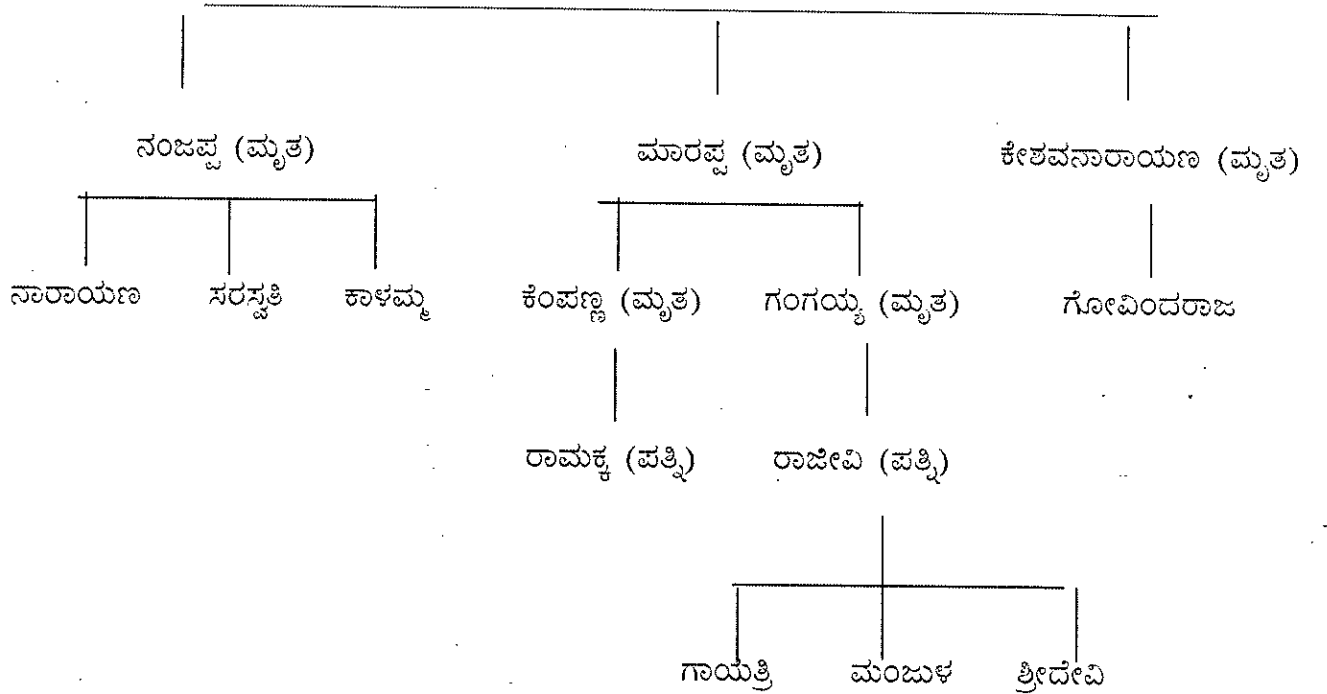 ನಂಜಪ್ಪ (ಮೃತ) ಮಾರಪ್ಪ (ಮೃತ) ಕೇಶವನಾರಾಯಣ (ಮೃತ)
ನಾರಾಯಣ ಸರಸ್ವತಿ ಕಾಳಮ್ಮ ಕೆಂಪಣ್ಣ (ಮೃತ) ಗಂಗಯ್ಯ (ಮೃತ) ಗೋವಿಂದರಾಜ
ರಾಮಕ್ಕ (ಪತ್ನಿ) ರಾಜೀವಿ (ಪತ್ನಿ)
ಗಾಯತ್ರಿ ಮಂಜುಳ ಶ್ರೀದೇವಿ